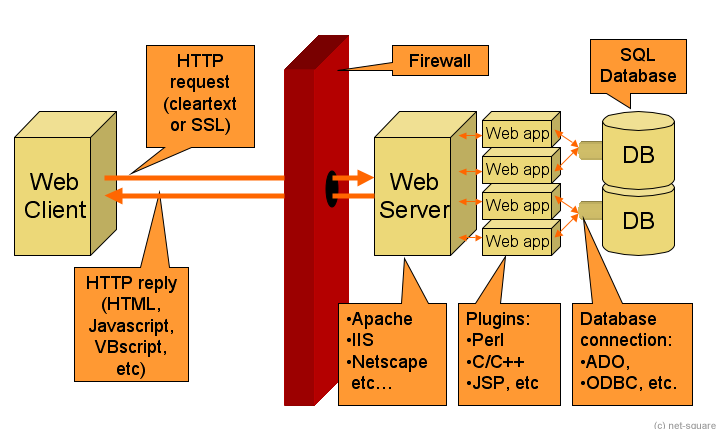 HTTP
request
(cleartext
or SSL)
Firewall
SQL
Database
Web
Client
Web
Server
Web app
Web app
Web app
Web app
DB
DB
HTTP reply
(HTML,
Javascript,
VBscript,
etc)
•Apache
•IIS
•Netscape
etc…
Plugins:
•Perl
•C/C++
•JSP, etc
Database
connection:
•ADO,
•ODBC, etc.
(c) net-square